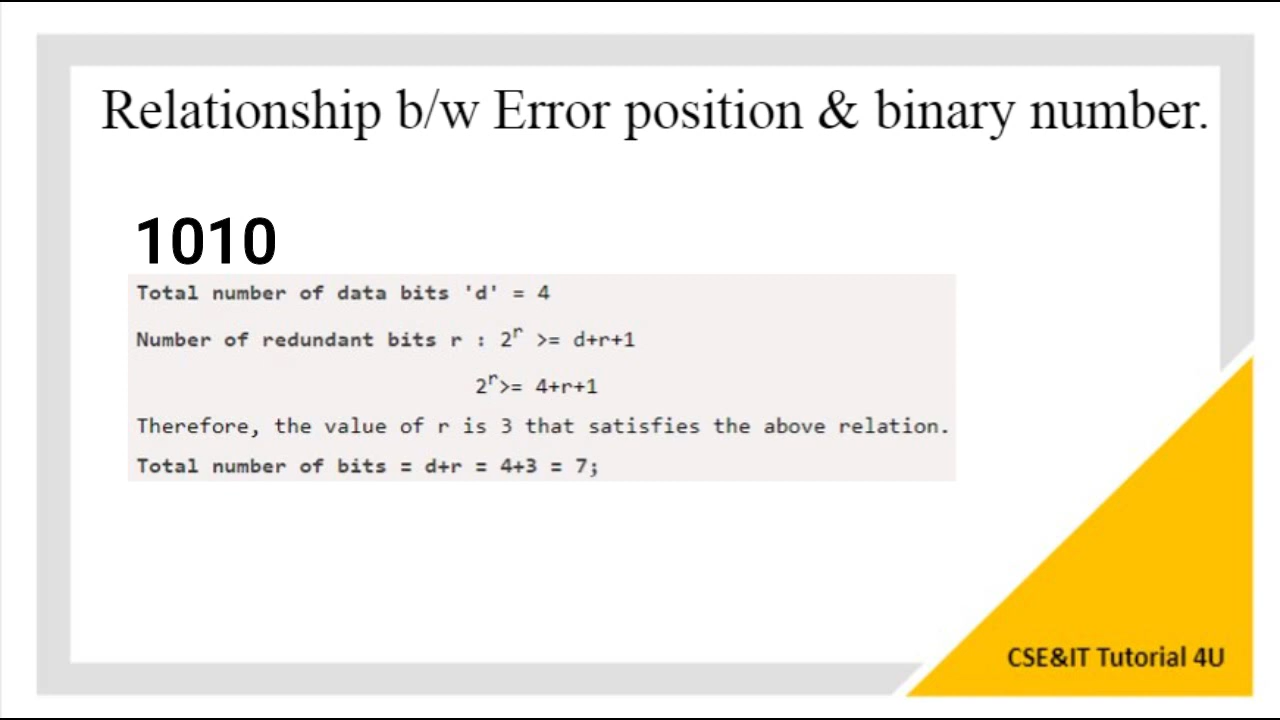 Relationship b/w Error position & binary number.
1010
Total number of data bits 'd' = 4
Number of redundant bits r : 2ʳ >= d+r+1
2ʳ>= 4+r+1
Therefore, the value of r is 3 that satisfies the above relation.
Total number of bits = d+r = 4+3 = 7;
CSE&IT Tutorial 4U